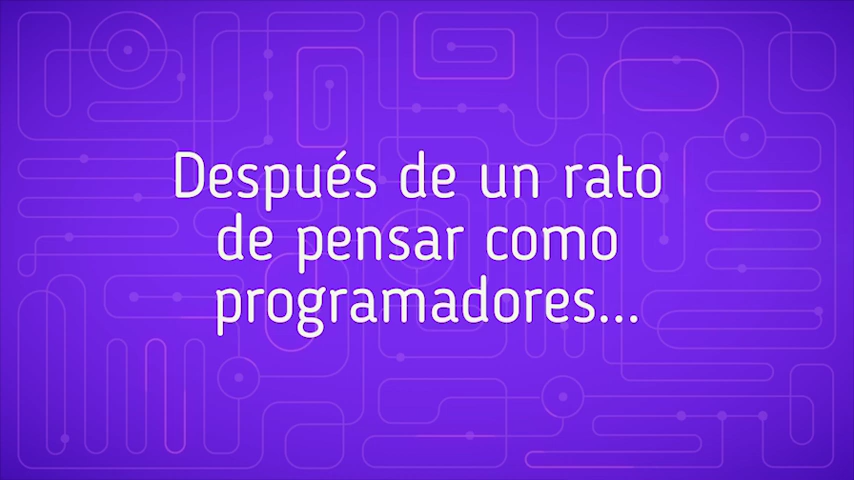 Después de un rato
de pensar como
programadores...